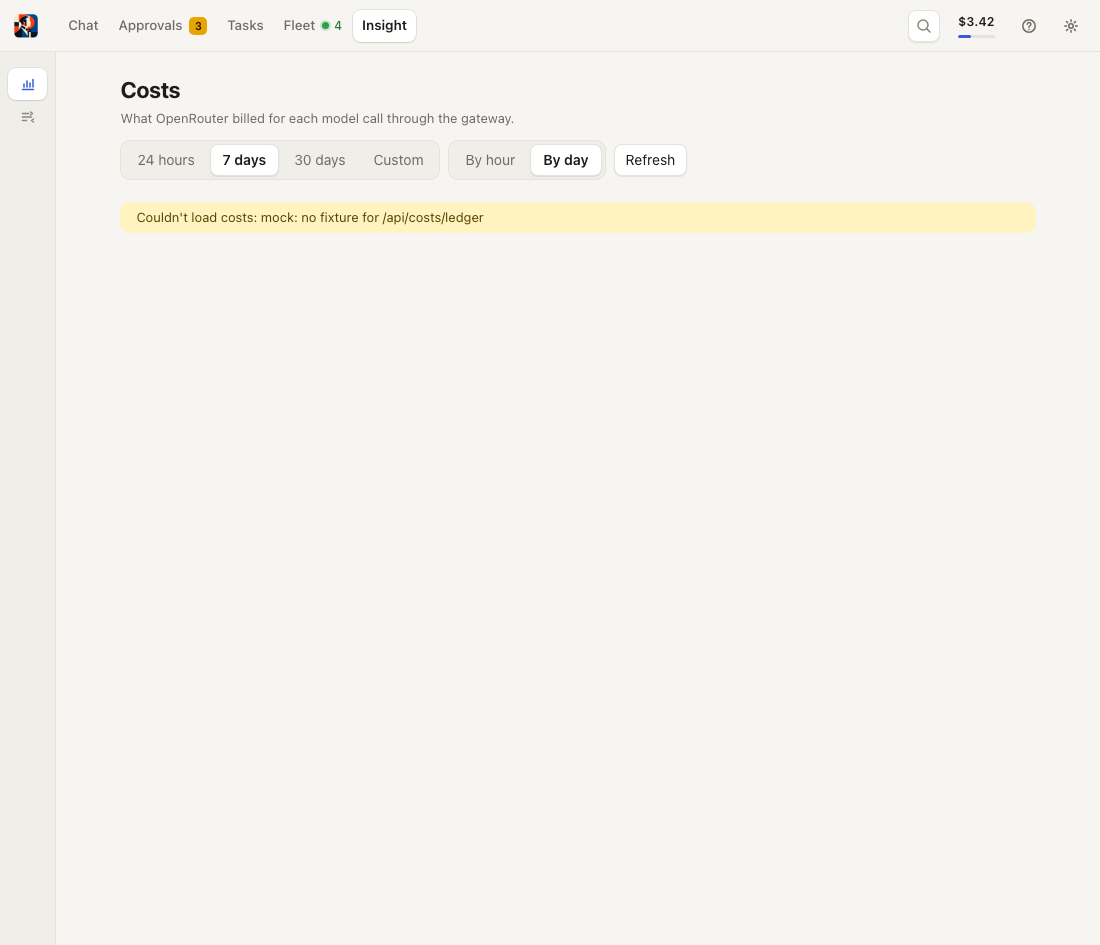 Chat Approvals 3 Tasks Fleet 4 Insight $3.42
Costs
What OpenRouter billed for each model call through the gateway.
24 hours 7 days 30 days Custom By hour By day Refresh
Couldn't load costs: mock: no fixture for /api/costs/ledger